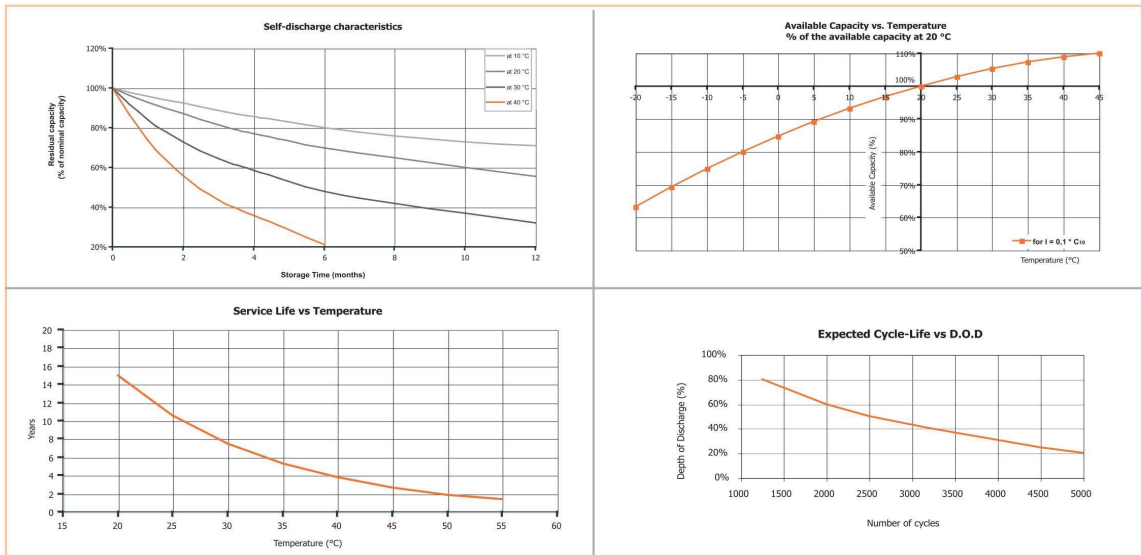 Self-discharge characteristics
120%
100%
80%
60%
40%
20%
0 2 4 6 8 10 12
Residual capacity
(% of nominal capacity)
Storage Time (months)
at 10 °C
at 20 °C
at 30 °C
at 40 °C
Available Capacity vs. Temperature
% of the available capacity at 20 °C
110%
100%
-20 -15 -10 -5 0 5 10 15 20 25 30 35 40 45
90%
80%
70%
60%
50%
Available Capacity (%)
for I = 0,1 * C₁₀
Temperature (°C)
Service Life vs Temperature
20
18
16
14
12
10
8
6
4
2
0
15 20 25 30 35 40 45 50 55 60
Years
Temperature (°C)
Expected Cycle-Life vs D.O.D
100%
80%
60%
40%
20%
0%
1000 1500 2000 2500 3000 3500 4000 4500 5000
Depth of Discharge (%)
Number of cycles